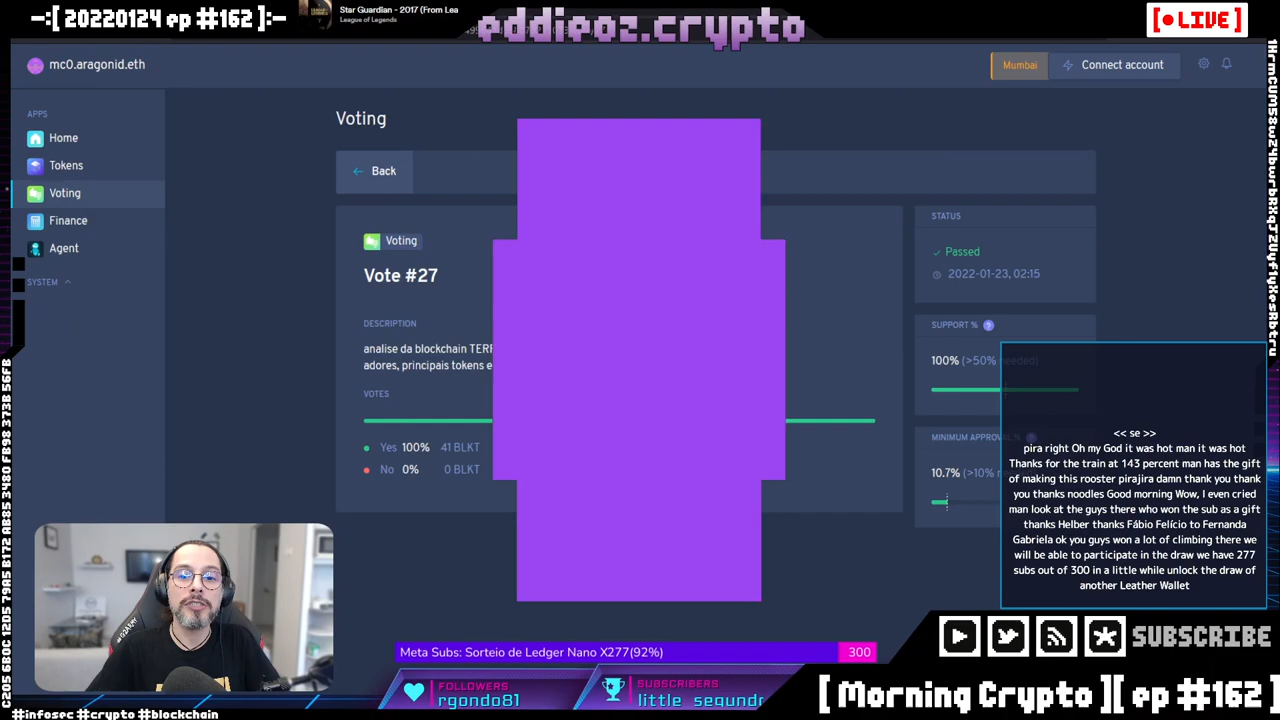 -:[ 20220124 ep #162 ]:-
Star Guardian - 2017 (From Lea
League of Legends
eddieoz.crypto
[● LIVE]
mc0.aragonid.eth
Mumbai
Connect account
APPS
Home
Tokens
Voting
Finance
Agent
SYSTEM
Voting
Back
Voting
Vote #27
DESCRIPTION
analise da blockchain TERR
adores, principais tokens e
VOTES
Yes 100% 41 BLKT
No 0% 0 BLKT
STATUS
Passed
2022-01-23, 02:15
SUPPORT %
100% (>50% needed)
MINIMUM APPROVAL %
10.7% (>10%
<< se >>
pira right Oh my God it was hot man it was hot
Thanks for the train at 143 percent man has the gift
of making this rooster pirajira damn thank you thank
you thanks noodles Good morning Wow, I even cried
man look at the guys there who won the sub as a gift
thanks Helber thanks Fábio Felício to Fernanda
Gabriela ok you guys won a lot of climbing there we
will be able to participate in the draw we have 277
subs out of 300 in a little while unlock the draw of
another Leather Wallet
Meta Subs: Sorteio de Ledger Nano X277(92%)
300
FOLLOWERS
rgondo81
SUBSCRIBERS
little_segundo
SUBSCRIBE
[ Morning Crypto ][ ep #162 ]
#infosec #crypto #blockchain